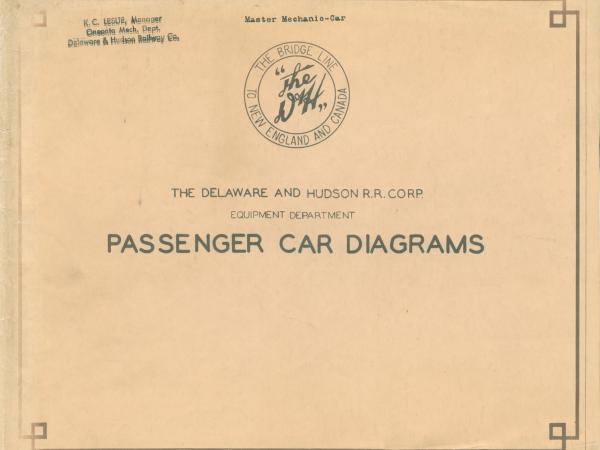 K. C. LESLIE, Manager
Oneonta Mech. Dept.
Delaware & Hudson Railway Co.
Master Mechanic-Car
THE BRIDGE LINE
"The
D&H"
TO NEW ENGLAND AND CANADA
THE DELAWARE AND HUDSON R.R. CORP.
EQUIPMENT DEPARTMENT
PASSENGER CAR DIAGRAMS